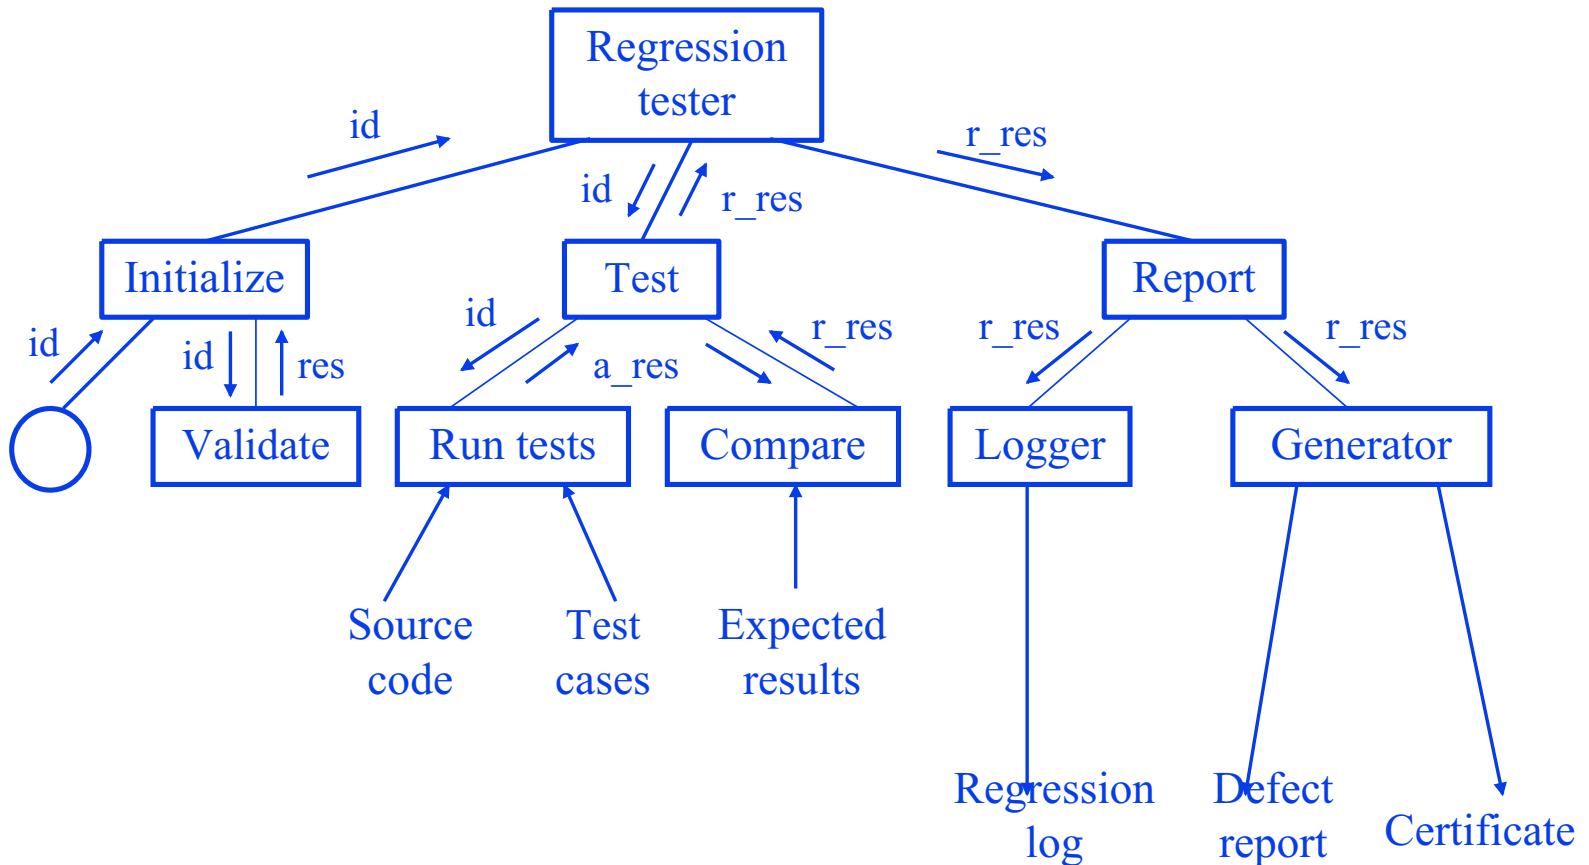 Regression
tester
id
r_res
id
r_res
Initialize
Test
Report
id
id
res
id
a_res
r_res
r_res
r_res
Validate
Run tests
Compare
Logger
Generator
Source
code
Test
cases
Expected
results
Regression
log
Defect
report
Certificate